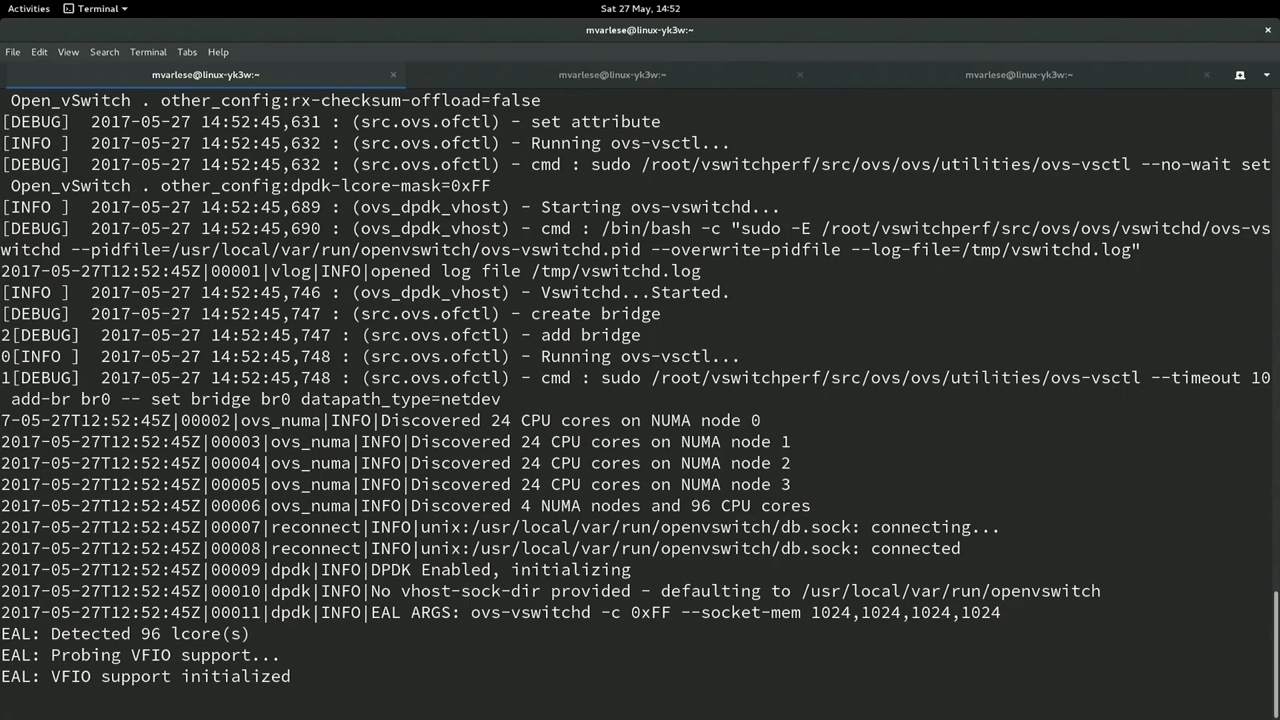 Activities Terminal Sat 27 May, 14:52
mvarlese@linux-yk3w:~
File Edit View Search Terminal Tabs Help
mvarlese@linux-yk3w:~ mvarlese@linux-yk3w:~ mvarlese@linux-yk3w:~
Open_vSwitch . other_config:rx-checksum-offload=false
[DEBUG]  2017-05-27 14:52:45,631 : (src.ovs.ofctl) - set attribute
[INFO ]  2017-05-27 14:52:45,632 : (src.ovs.ofctl) - Running ovs-vsctl...
[DEBUG]  2017-05-27 14:52:45,632 : (src.ovs.ofctl) - cmd : sudo /root/vswitchperf/src/ovs/ovs/utilities/ovs-vsctl --no-wait set
Open_vSwitch . other_config:dpdk-lcore-mask=0xFF
[INFO ]  2017-05-27 14:52:45,689 : (ovs_dpdk_vhost) - Starting ovs-vswitchd...
[DEBUG]  2017-05-27 14:52:45,690 : (ovs_dpdk_vhost) - cmd : /bin/bash -c "sudo -E /root/vswitchperf/src/ovs/ovs/vswitchd/ovs-vs
witchd --pidfile=/usr/local/var/run/openvswitch/ovs-vswitchd.pid --overwrite-pidfile --log-file=/tmp/vswitchd.log"
2017-05-27T12:52:45Z|00001|vlog|INFO|opened log file /tmp/vswitchd.log
[INFO ]  2017-05-27 14:52:45,746 : (ovs_dpdk_vhost) - Vswitchd...Started.
[DEBUG]  2017-05-27 14:52:45,747 : (src.ovs.ofctl) - create bridge
2[DEBUG]  2017-05-27 14:52:45,747 : (src.ovs.ofctl) - add bridge
0[INFO ]  2017-05-27 14:52:45,748 : (src.ovs.ofctl) - Running ovs-vsctl...
1[DEBUG]  2017-05-27 14:52:45,748 : (src.ovs.ofctl) - cmd : sudo /root/vswitchperf/src/ovs/ovs/utilities/ovs-vsctl --timeout 10
add-br br0 -- set bridge br0 datapath_type=netdev
7-05-27T12:52:45Z|00002|ovs_numa|INFO|Discovered 24 CPU cores on NUMA node 0
2017-05-27T12:52:45Z|00003|ovs_numa|INFO|Discovered 24 CPU cores on NUMA node 1
2017-05-27T12:52:45Z|00004|ovs_numa|INFO|Discovered 24 CPU cores on NUMA node 2
2017-05-27T12:52:45Z|00005|ovs_numa|INFO|Discovered 24 CPU cores on NUMA node 3
2017-05-27T12:52:45Z|00006|ovs_numa|INFO|Discovered 4 NUMA nodes and 96 CPU cores
2017-05-27T12:52:45Z|00007|reconnect|INFO|unix:/usr/local/var/run/openvswitch/db.sock: connecting...
2017-05-27T12:52:45Z|00008|reconnect|INFO|unix:/usr/local/var/run/openvswitch/db.sock: connected
2017-05-27T12:52:45Z|00009|dpdk|INFO|DPDK Enabled, initializing
2017-05-27T12:52:45Z|00010|dpdk|INFO|No vhost-sock-dir provided - defaulting to /usr/local/var/run/openvswitch
2017-05-27T12:52:45Z|00011|dpdk|INFO|EAL ARGS: ovs-vswitchd -c 0xFF --socket-mem 1024,1024,1024,1024
EAL: Detected 96 lcore(s)
EAL: Probing VFIO support...
EAL: VFIO support initialized